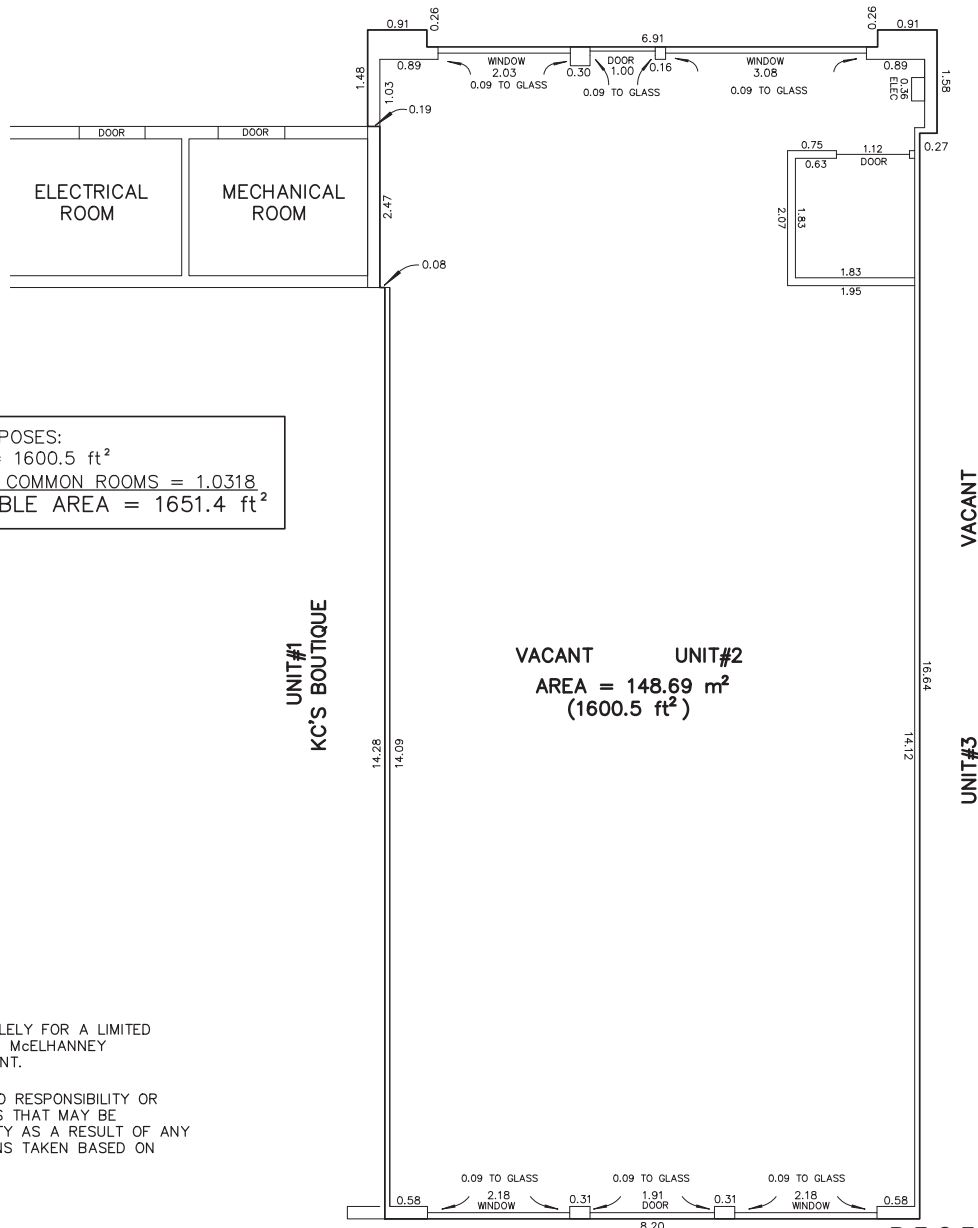 0.91
0.26
6.91
0.26
0.91
0.89
WINDOW
2.03
0.09 TO GLASS
0.30
DOOR
1.00
0.16
0.09 TO GLASS
WINDOW
3.08
0.09 TO GLASS
0.89
1.48
1.03
0.36
ELEC
1.58
0.19
DOOR
DOOR
0.75
0.63
1.12
DOOR
0.27
ELECTRICAL
ROOM
MECHANICAL
ROOM
2.47
2.07
1.83
0.08
1.83
1.95
POSES:
= 1600.5 ft²
COMMON ROOMS = 1.0318
BLE AREA = 1651.4 ft²
VACANT
UNIT#1
KC'S BOUTIQUE
VACANT UNIT#2
AREA = 148.69 m²
(1600.5 ft²)
16.64
14.28
14.09
14.12
UNIT#3
LELY FOR A LIMITED
McELHANNEY
NT.
O RESPONSIBILITY OR
S THAT MAY BE
TY AS A RESULT OF ANY
NS TAKEN BASED ON
0.09 TO GLASS
0.09 TO GLASS
0.09 TO GLASS
0.58
2.18
WINDOW
0.31
1.91
DOOR
0.31
2.18
WINDOW
0.58
8.20